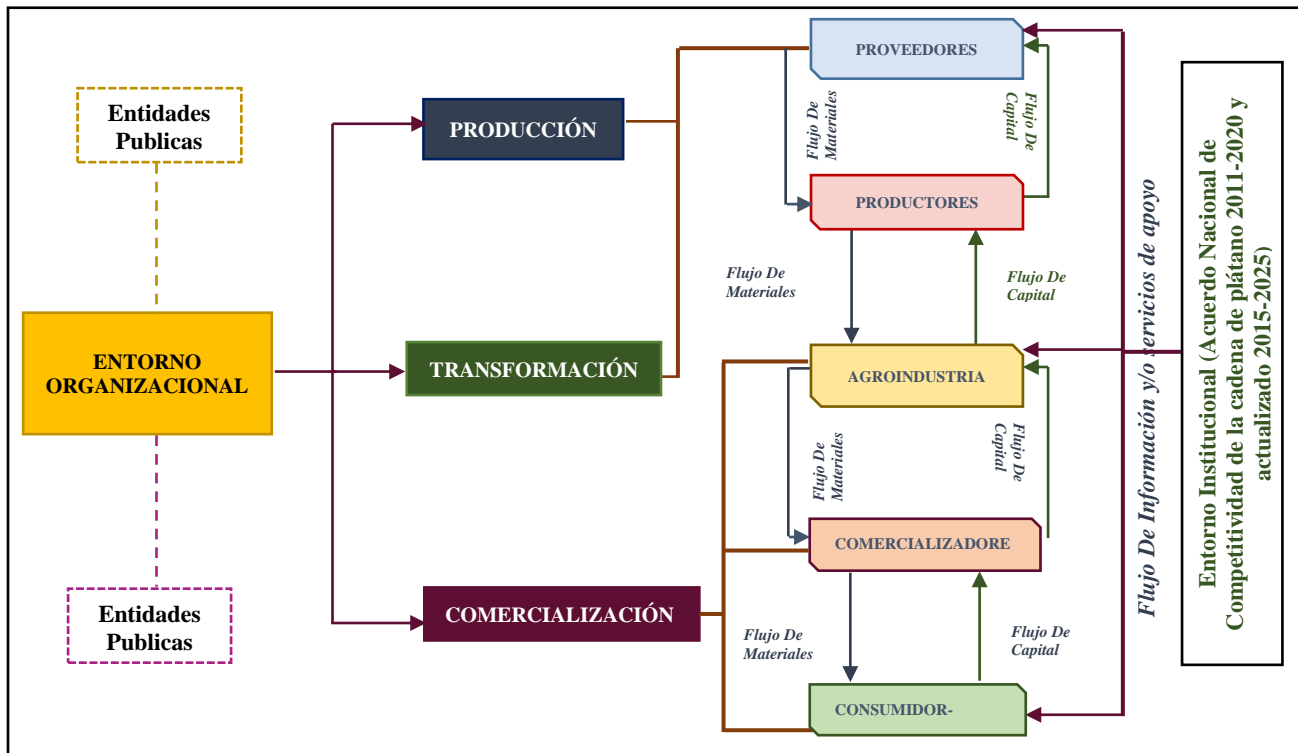 Entidades
Publicas
ENTORNO
ORGANIZACIONAL
Entidades
Publicas
PRODUCCIÓN
TRANSFORMACIÓN
COMERCIALIZACIÓN
PROVEEDORES
Flujo De
Materiales
Flujo De
Capital
PRODUCTORES
Flujo De
Materiales
Flujo De
Capital
AGROINDUSTRIA
Flujo De
Materiales
Flujo De
Capital
COMERCIALIZADORE
Flujo De
Materiales
Flujo De
Capital
CONSUMIDOR-
Flujo De Información y/o servicios de apoyo
Entorno Institucional (Acuerdo Nacional de
Competitividad de la cadena de plátano 2011-2020 y
actualizado 2015-2025)